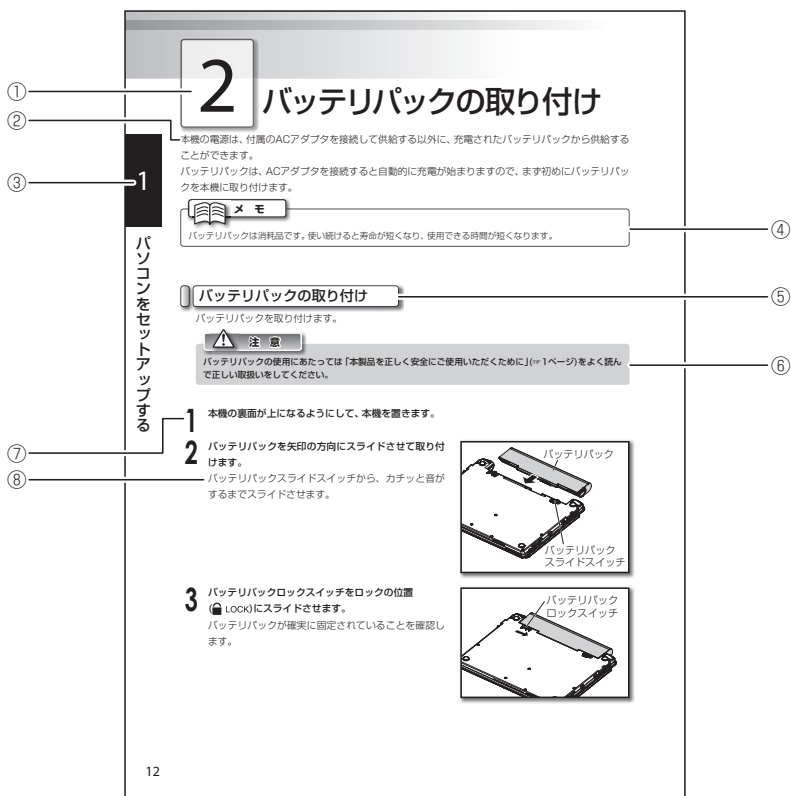 ①
2
バッテリパックの取り付け
②
本機の電源は、付属のACアダプタを接続して供給する以外に、充電されたバッテリパックから供給する
ことができます。
バッテリパックは、ACアダプタを接続すると自動的に充電が始まりますので、まず初めにバッテリパッ
クを本機に取り付けます。
③
1
パソコンをセットアップする
メ モ
バッテリパックは消耗品です。使い続けると寿命が短くなり、使用できる時間が短くなります。
④
バッテリパックの取り付け
⑤
バッテリパックを取り付けます。
注 意
バッテリパックの使用にあたっては「本製品を正しく安全にご使用いただくために」(☞1ページ)をよく読ん
で正しい取扱いをしてください。
⑥
⑦
1 本機の裏面が上になるようにして、本機を置きます。
2 バッテリパックを矢印の方向にスライドさせて取り付
けます。
⑧
バッテリパックスライドスイッチから、カチッと音が
するまでスライドさせます。
バッテリパック
バッテリパック
スライドスイッチ
3 バッテリパックロックスイッチをロックの位置
( LOCK)にスライドさせます。
バッテリパックが確実に固定されていることを確認し
ます。
バッテリパック
ロックスイッチ
12